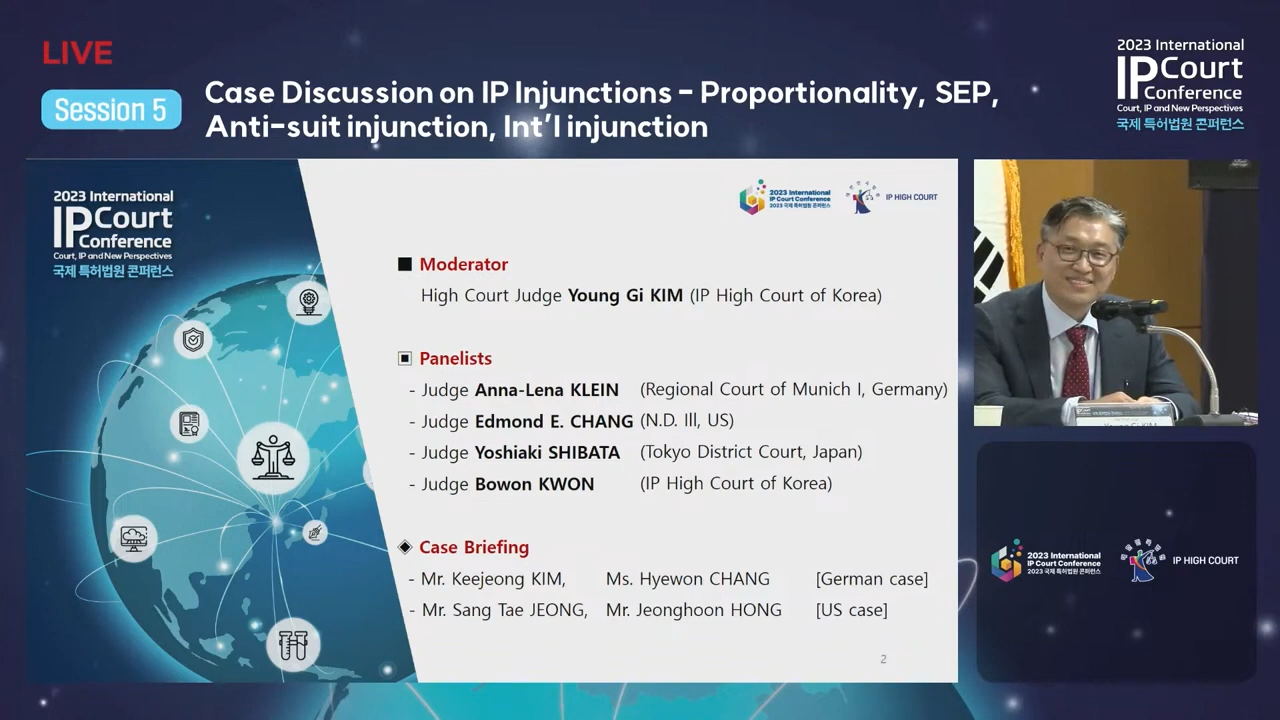 LIVE
Session 5
Case Discussion on IP Injunctions - Proportionality, SEP,
Anti-suit injunction, Int'l injunction
2023 International
IP Court
Conference
Court, IP and New Perspectives
국제 특허법원 콘퍼런스
2023 International
IP Court
Conference
Court, IP and New Perspectives
국제 특허법원 콘퍼런스
2023 International
IP Court Conference
2023 국제 특허법원 콘퍼런스
IP HIGH COURT
Moderator
High Court Judge Young Gi KIM (IP High Court of Korea)
Panelists
- Judge Anna-Lena KLEIN (Regional Court of Munich I, Germany)
- Judge Edmond E. CHANG (N.D. Ill, US)
- Judge Yoshiaki SHIBATA (Tokyo District Court, Japan)
- Judge Bowon KWON (IP High Court of Korea)
Case Briefing
- Mr. Keejeong KIM, Ms. Hyewon CHANG [German case]
- Mr. Sang Tae JEONG, Mr. Jeonghoon HONG [US case]
2
2023 International
IP Court Conference
2023 국제 특허법원 콘퍼런스
IP HIGH COURT